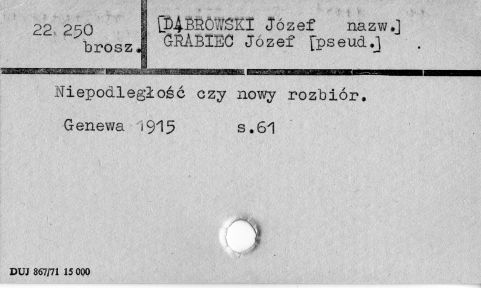 22 250
brosz.
[DĄBROWSKI Józef nazw.]
GRABIEC Józef [pseud.]
Niepodległość czy nowy rozbiór.
Genewa 1915 s.61
DUJ 867/71 15 000